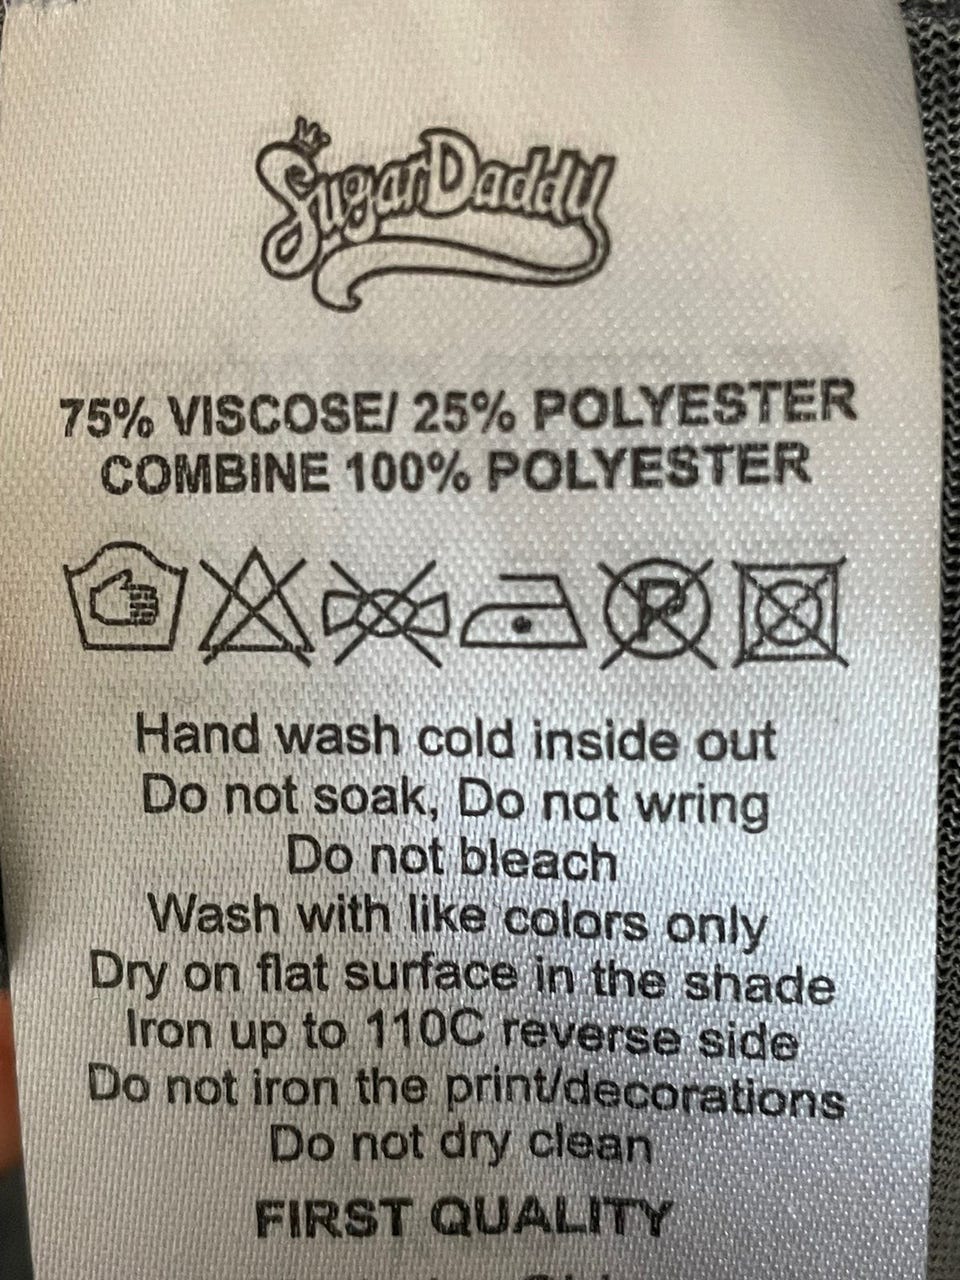 SugarDaddy
75% VISCOSE/ 25% POLYESTER
COMBINE 100% POLYESTER
P
Hand wash cold inside out
Do not soak, Do not wring
Do not bleach
Wash with like colors only
Dry on flat surface in the shade
Iron up to 110C reverse side
Do not iron the print/decorations
Do not dry clean
FIRST QUALITY